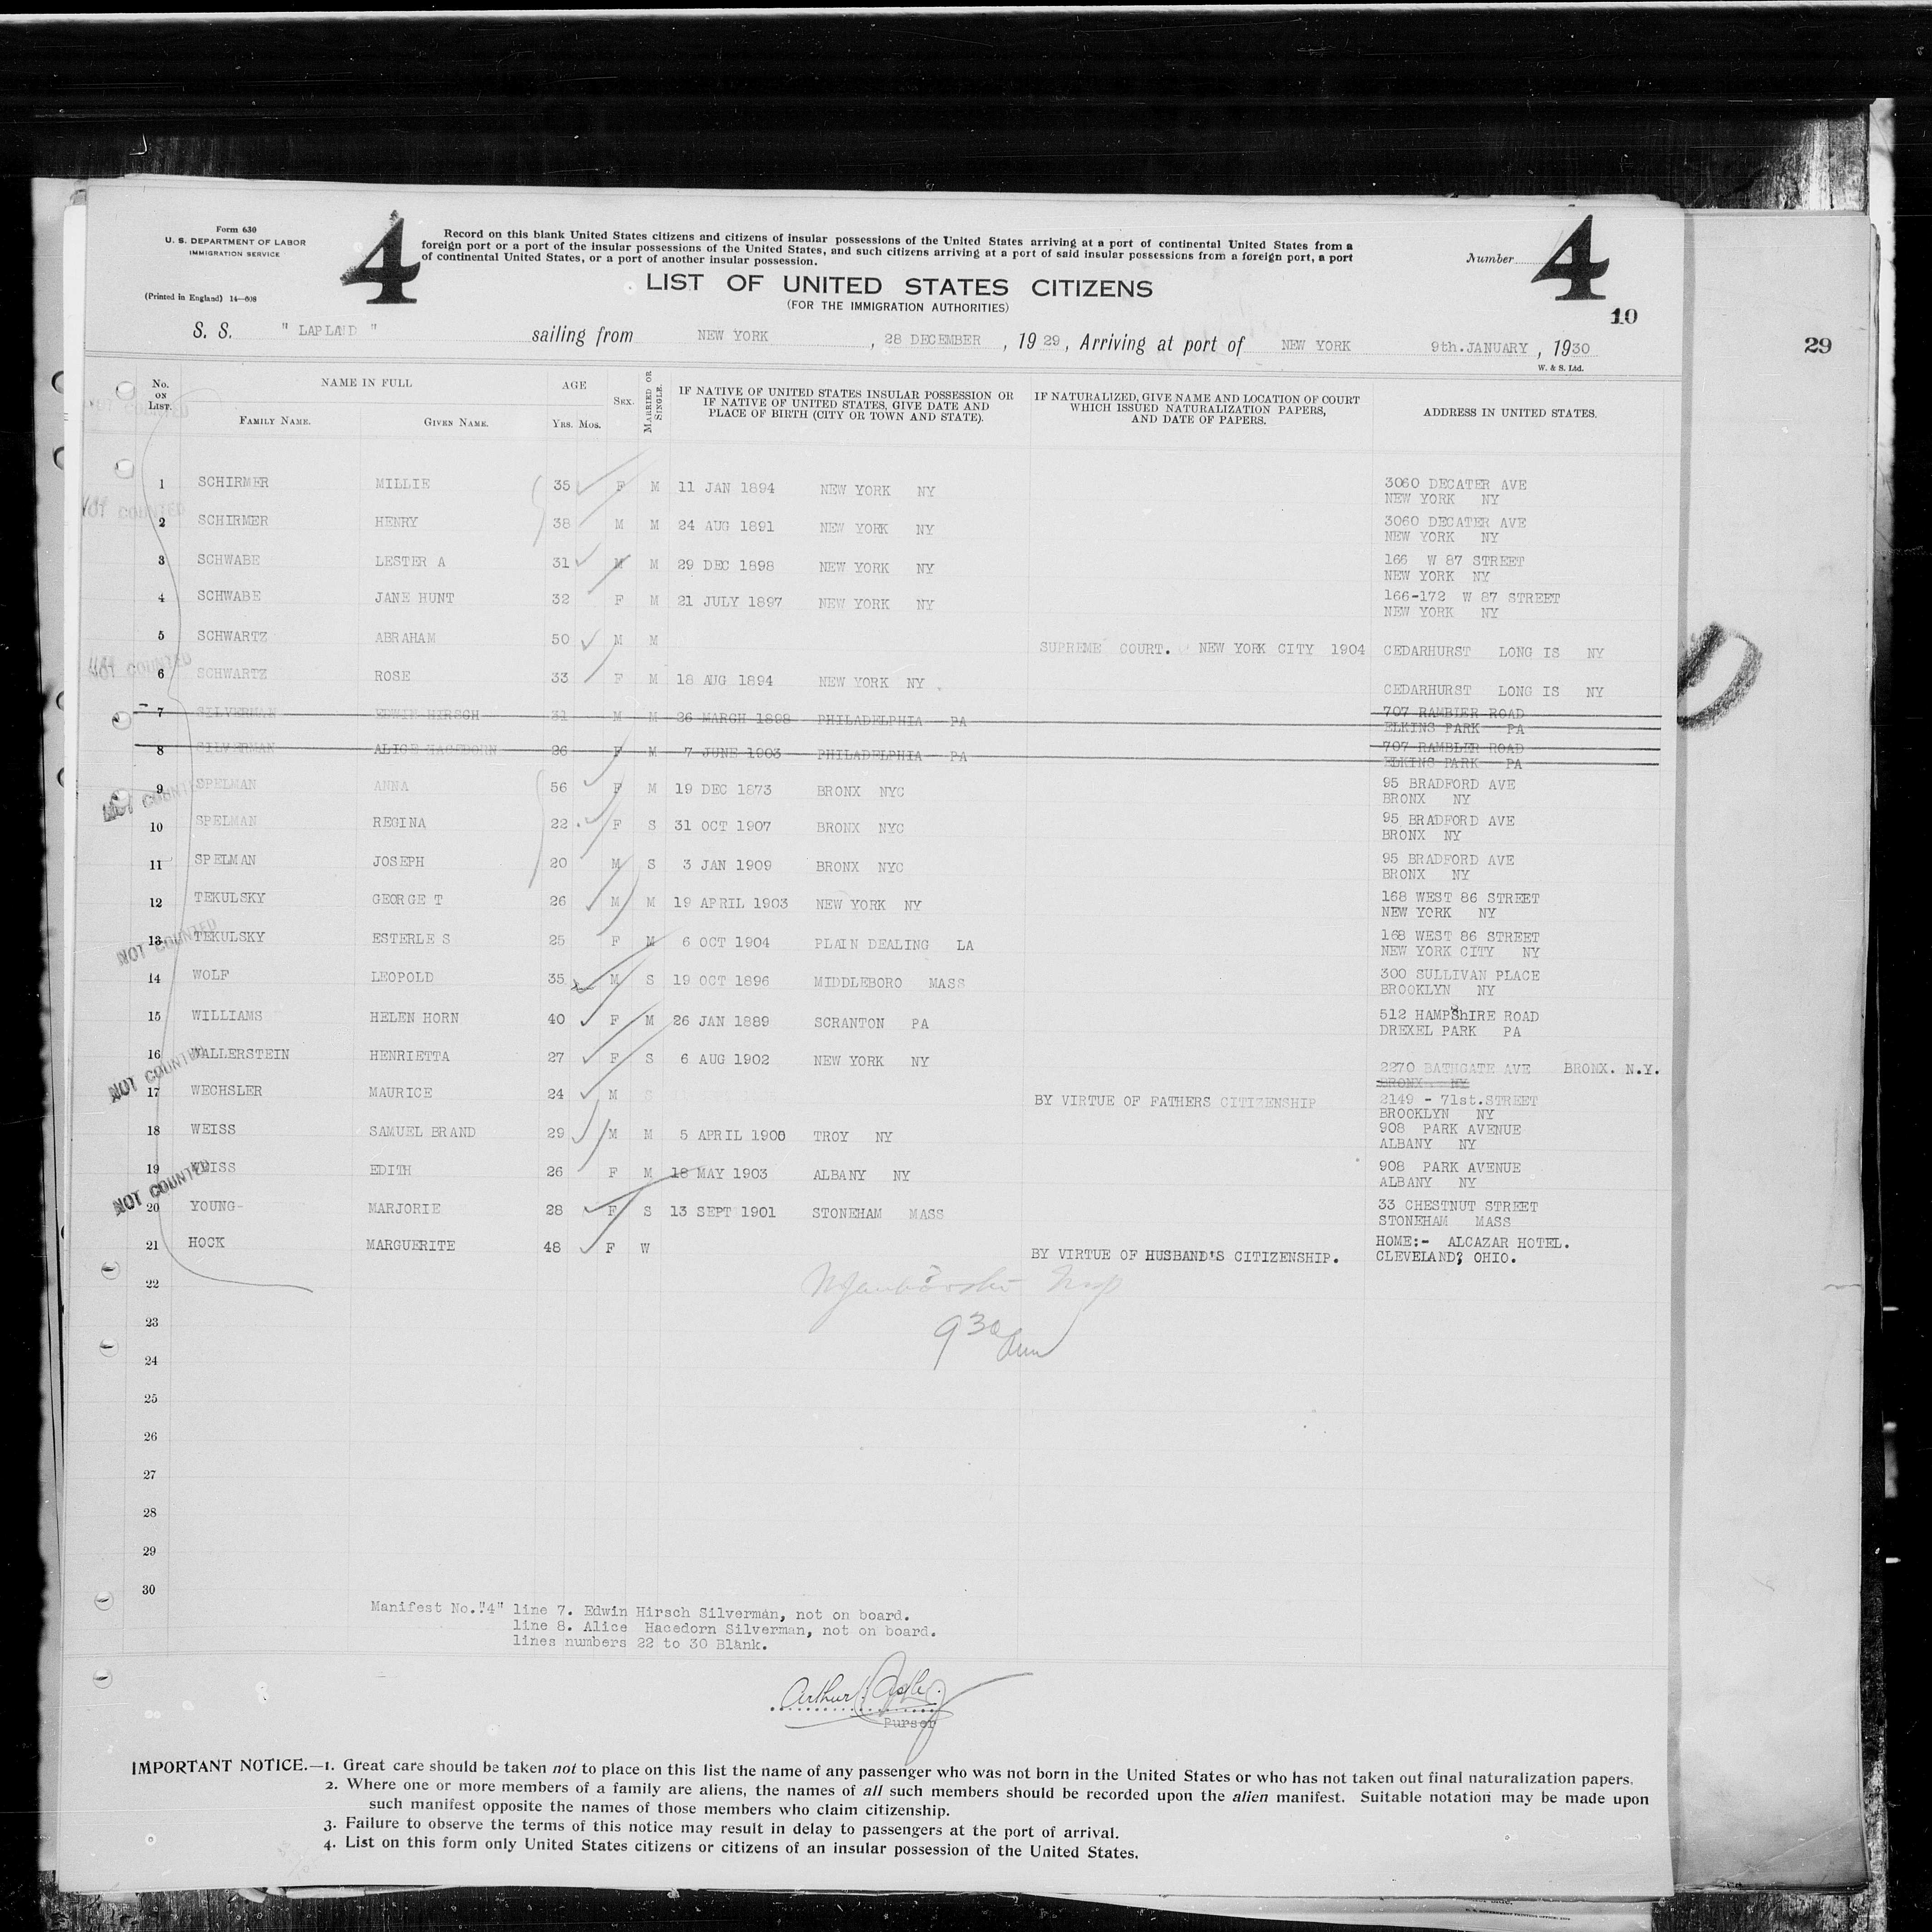 Form 630
U. S. DEPARTMENT OF LABOR
IMMIGRATION SERVICE
(Printed in England) 14—608
4
Record on this blank United States citizens and citizens of insular possessions of the United States arriving at a port of continental United States from a
foreign port or a port of the insular possessions of the United States, and such citizens arriving at a port of said insular possessions from a foreign port, a port
of continental United States, or a port of another insular possession.
Number
4
LIST OF UNITED STATES CITIZENS
(FOR THE IMMIGRATION AUTHORITIES)
10
29
S. S. " LAPLAND " sailing from NEW YORK , 28 DECEMBER , 19 29, Arriving at port of NEW YORK 9th.JANUARY , 1930
W. & S. Ltd.
No. ON LIST. NAME IN FULL FAMILY NAME. GIVEN NAME. AGE YRS. MOS. SEX. MARRIED OR SINGLE.
IF NATIVE OF UNITED STATES INSULAR POSSESSION OR
IF NATIVE OF UNITED STATES, GIVE DATE AND
PLACE OF BIRTH (CITY OR TOWN AND STATE).
IF NATURALIZED, GIVE NAME AND LOCATION OF COURT
WHICH ISSUED NATURALIZATION PAPERS,
AND DATE OF PAPERS.
ADDRESS IN UNITED STATES.
1 SCHIRMER MILLIE 35 F M 11 JAN 1894 NEW YORK NY 3060 DECATER AVE
NEW YORK NY
2 SCHIRMER HENRY 38 M M 24 AUG 1891 NEW YORK NY 3060 DECATER AVE
NEW YORK NY
3 SCHWABE LESTER A 31 M M 29 DEC 1898 NEW YORK NY 166 W 87 STREET
NEW YORK NY
4 SCHWABE JANE HUNT 32 F M 21 JULY 1897 NEW YORK NY 166-172 W 87 STREET
NEW YORK NY
5 SCHWARTZ ABRAHAM 50 M M SUPREME COURT. NEW YORK CITY 1904 CEDARHURST LONG IS NY
6 SCHWARTZ ROSE 33 F M 18 AUG 1894 NEW YORK NY . CEDARHURST LONG IS NY
7 SILVERMAN EDWIN HIRSCH 31 M M 26 MARCH 1898 PHILADELPHIA PA 707 RAMBLER ROAD
ELKINS PARK PA
8 SILVERMAN ALICE HACEDORN 26 F M 7 JUNE 1903 PHILADELPHIA PA 707 RAMBLER ROAD
ELKINS PARK PA
9 SPELMAN ANNA 56 F M 19 DEC 1873 BRONX NYC 95 BRADFORD AVE
BRONX NY
10 SPELMAN REGINA 22 F S 31 OCT 1907 BRONX NYC 95 BRADFORD AVE
BRONX NY
11 SPELMAN JOSEPH 20 M S 3 JAN 1909 BRONX NYC 95 BRADFORD AVE
BRONX NY
12 TEKULSKY GEORGE T 26 M M 19 APRIL 1903 NEW YORK NY 168 WEST 86 STREET
NEW YORK NY
13 TEKULSKY ESTERLE S 25 F M 6 OCT 1904 PLAIN DEALING LA 168 WEST 86 STREET
NEW YORK CITY NY
14 WOLF LEOPOLD 35 M S 19 OCT 1896 MIDDLEBORO MASS 300 SULLIVAN PLACE
BROOKLYN NY
15 WILLIAMS HELEN HORN 40 F M 26 JAN 1889 SCRANTON PA 512 HAMPShIRE ROAD
DREXEL PARK PA
16 WALLERSTEIN HENRIETTA 27 F S 6 AUG 1902 NEW YORK NY 2270 BATHGATE AVE BRONX. N.Y.
BRONX NY
17 WECHSLER MAURICE 24 M S BY VIRTUE OF FATHERS CITIZENSHIP 2149 - 71st.STREET
BROOKLYN NY
18 WEISS SAMUEL BRAND 29 M M 5 APRIL 1900 TROY NY 908 PARK AVENUE
ALBANY NY
19 WEISS EDITH 26 F M 18 MAY 1903 ALBANY NY 908 PARK AVENUE
ALBANY NY
20 YOUNG- MARJORIE 28 F S 13 SEPT 1901 STONEHAM MASS 33 CHESTNUT STREET
STONEHAM MASS
21 HOCK MARGUERITE 48 F W BY VIRTUE OF HUSBAND'S CITIZENSHIP. HOME:- ALCAZAR HOTEL.
CLEVELAND, OHIO.
NOT COUNTED
NOT COUNTED
NOT COUNTED
NOT COUNTED
NOT COUNTED
NOT COUNTED
NOT COUNTED
22
23
930
24
25
26
27
28
29
30
Manifest No."4" line 7. Edwin Hirsch Silverman, not on board.
line 8. Alice Hacedorn Silverman, not on board.
lines numbers 22 to 30 Blank.
Arthur
Purser
IMPORTANT NOTICE.—1. Great care should be taken not to place on this list the name of any passenger who was not born in the United States or who has not taken out final naturalization papers.
2. Where one or more members of a family are aliens, the names of all such members should be recorded upon the alien manifest. Suitable notation may be made upon
such manifest opposite the names of those members who claim citizenship.
3. Failure to observe the terms of this notice may result in delay to passengers at the port of arrival.
4. List on this form only United States citizens or citizens of an insular possession of the United States.